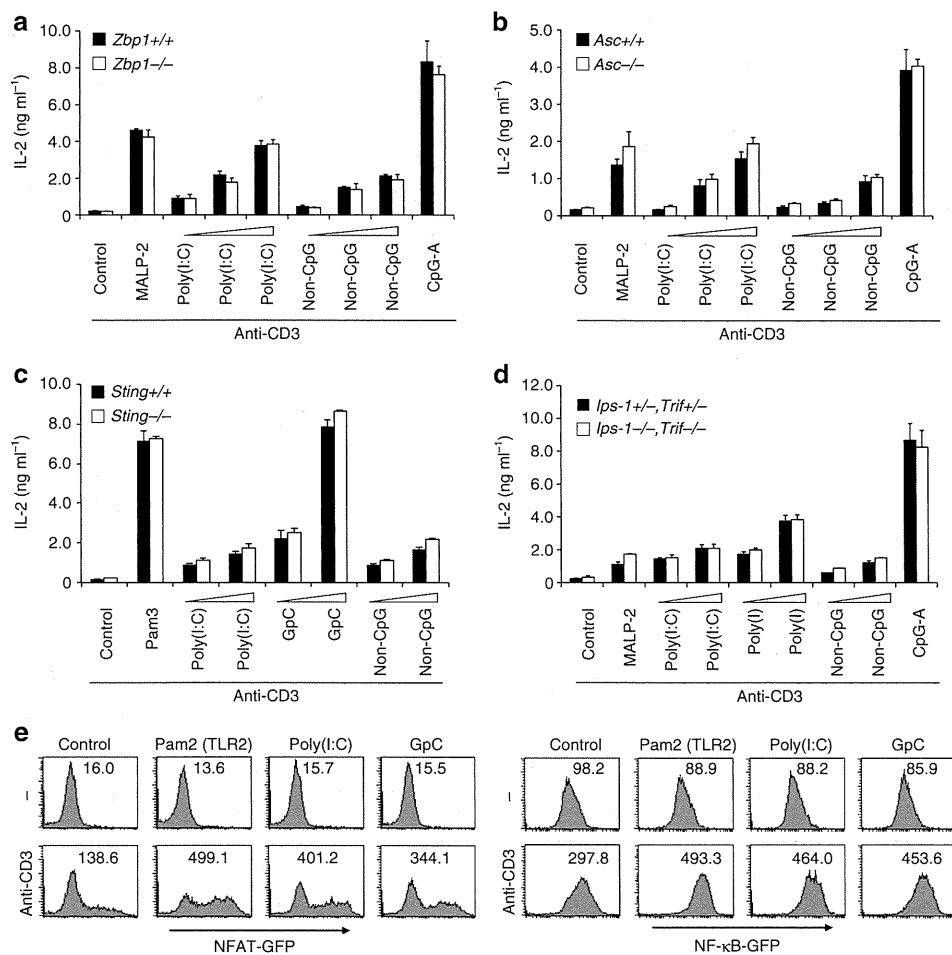 a
Zbp1+/+
Zbp1–/–
IL-2 (ng ml⁻¹)
10.0
8.0
6.0
4.0
2.0
0
Control
MALP-2
Poly(I:C)
Poly(I:C)
Poly(I:C)
Non-CpG
Non-CpG
Non-CpG
CpG-A
Anti-CD3
b
Asc+/+
Asc–/–
IL-2 (ng ml⁻¹)
5.0
4.0
3.0
2.0
1.0
0
Control
MALP-2
Poly(I:C)
Poly(I:C)
Poly(I:C)
Non-CpG
Non-CpG
Non-CpG
CpG-A
Anti-CD3
c
Sting+/+
Sting–/–
IL-2 (ng ml⁻¹)
10.0
8.0
6.0
4.0
2.0
0
Control
Pam3
Poly(I:C)
Poly(I:C)
GpC
GpC
Non-CpG
Non-CpG
Anti-CD3
d
Ips-1+/–,Trif+/–
Ips-1–/–,Trif–/–
IL-2 (ng ml⁻¹)
12.0
10.0
8.0
6.0
4.0
2.0
0
Control
MALP-2
Poly(I:C)
Poly(I:C)
Poly(I)
Poly(I)
Non-CpG
Non-CpG
CpG-A
Anti-CD3
e
Control Pam2 (TLR2) Poly(I:C) GpC
– 16.0 13.6 15.7 15.5
Anti-CD3 138.6 499.1 401.2 344.1
NFAT-GFP
Control Pam2 (TLR2) Poly(I:C) GpC
– 98.2 88.9 88.2 85.9
Anti-CD3 297.8 493.3 464.0 453.6
NF-κB-GFP